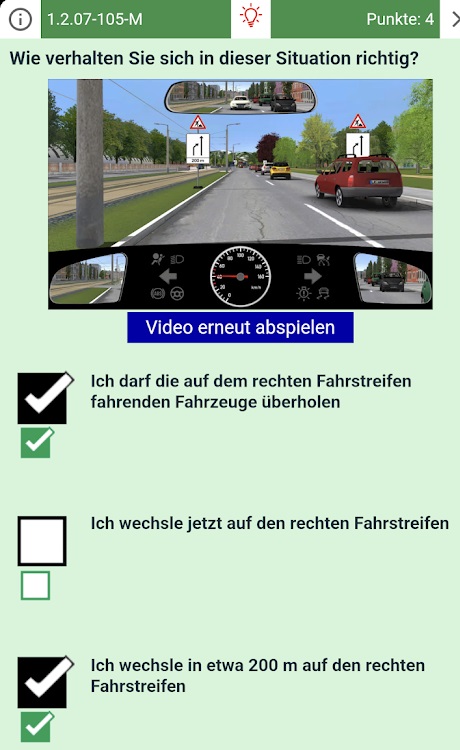 1.2.07-105-M
Punkte: 4
Wie verhalten Sie sich in dieser Situation richtig?
200 m
Video erneut abspielen
Ich darf die auf dem rechten Fahrstreifen
fahrenden Fahrzeuge überholen
Ich wechsle jetzt auf den rechten Fahrstreifen
Ich wechsle in etwa 200 m auf den rechten
Fahrstreifen